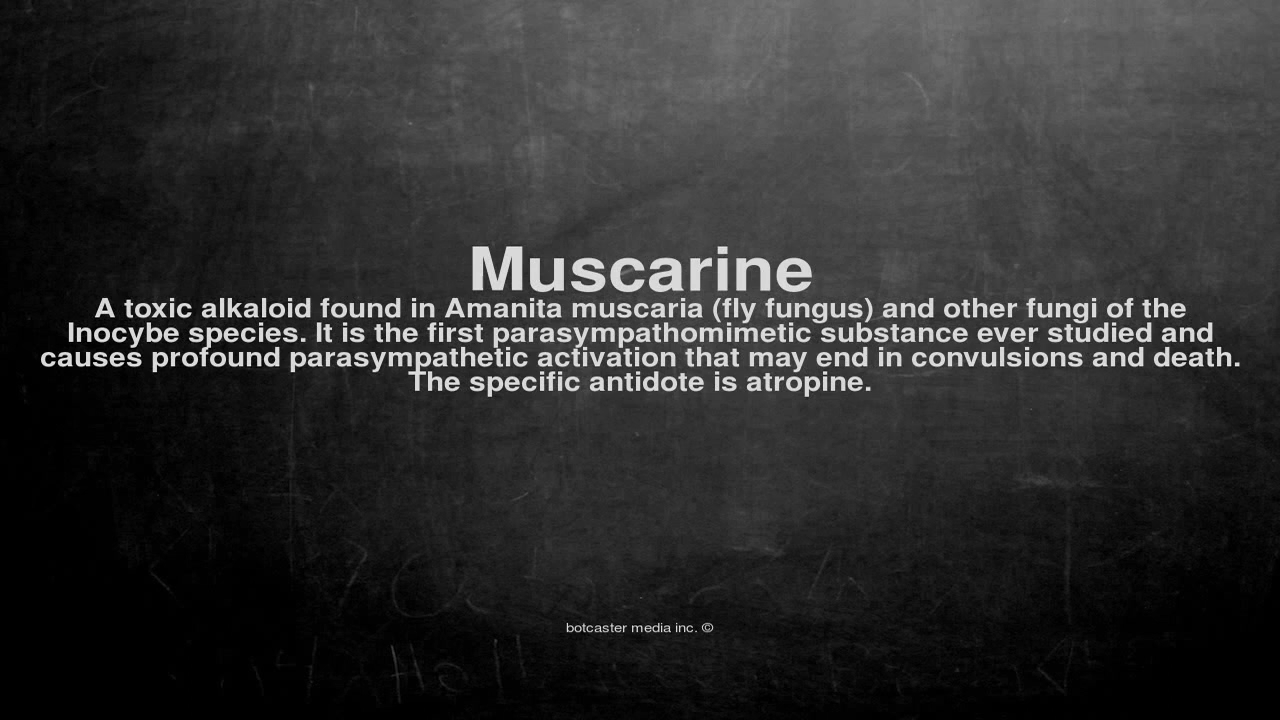 Muscarine
A toxic alkaloid found in Amanita muscaria (fly fungus) and other fungi of the
Inocybe species. It is the first parasympathomimetic substance ever studied and
causes profound parasympathetic activation that may end in convulsions and death.
The specific antidote is atropine.
botcaster media inc. ©